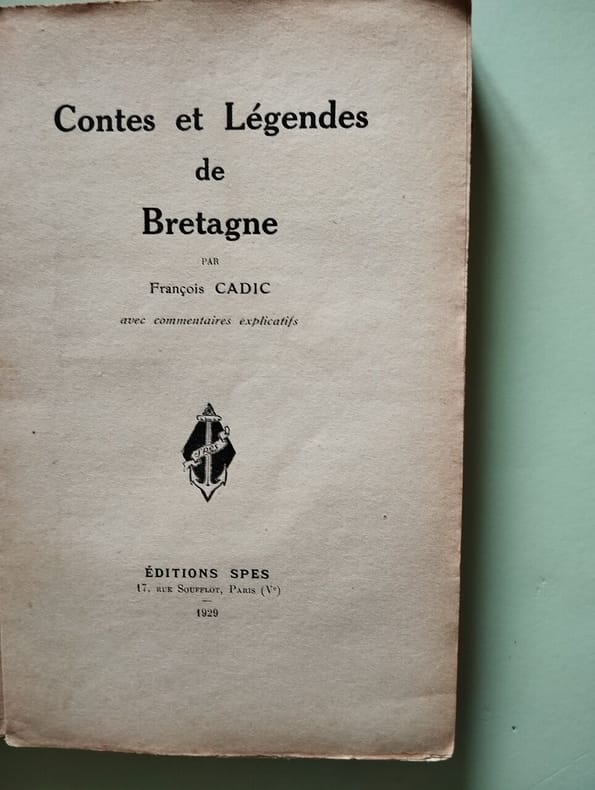 Contes et Légendes
de
Bretagne
PAR
François CADIC
avec commentaires explicatifs
Spes
ÉDITIONS SPES
17, RUE SOUFFLOT, PARIS (Vᵉ)
1929